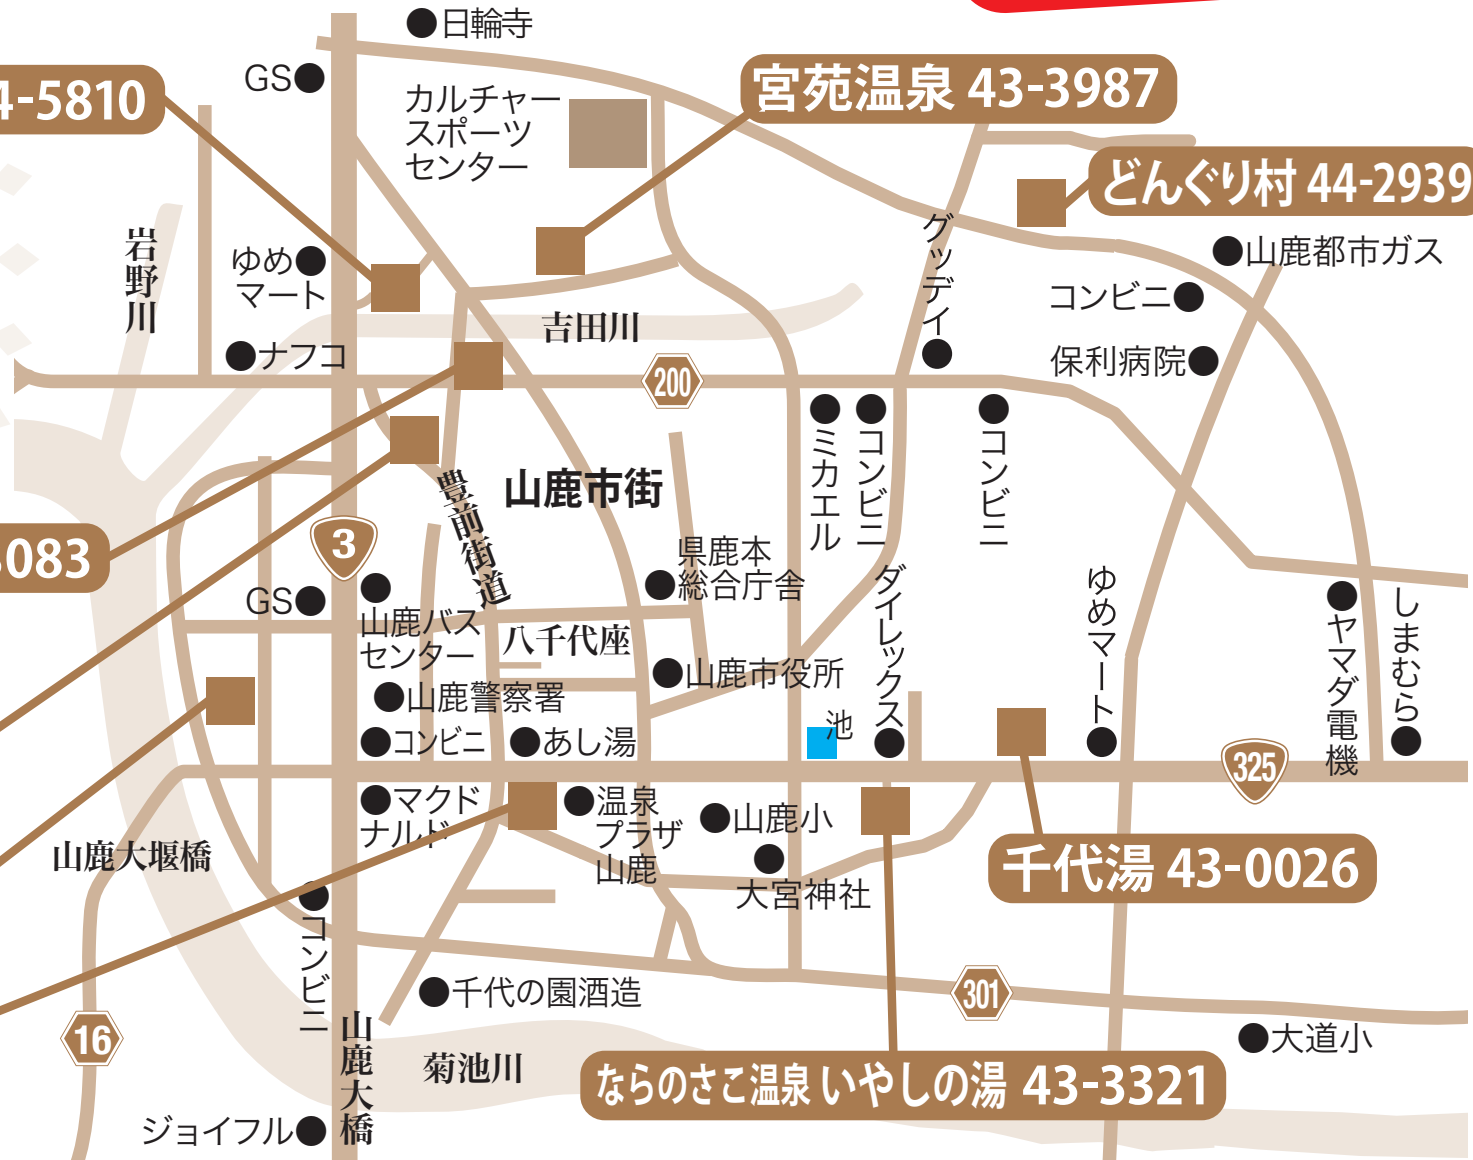 日輪寺
GS
カルチャー
スポーツ
センター
4-5810
宮苑温泉 43-3987
どんぐり村 44-2939
岩野川
ゆめ
マート
ナフコ
吉田川
グッデイ
山鹿都市ガス
コンビニ
保利病院
200
ミカエル
コンビニ
コンビニ
山鹿市街
豊前街道
3
083
GS
山鹿バス
センター
県鹿本
総合庁舎
八千代座
山鹿市役所
山鹿警察署
コンビニ
あし湯
池
ダイレックス
ゆめマート
ヤマダ電機
しまむら
325
マクド
ナルド
温泉
プラザ
山鹿
山鹿小
大宮神社
千代湯 43-0026
山鹿大堰橋
コンビニ
千代の園酒造
301
大道小
16
山鹿大橋
菊池川
ならのさこ温泉 いやしの湯 43-3321
ジョイフル